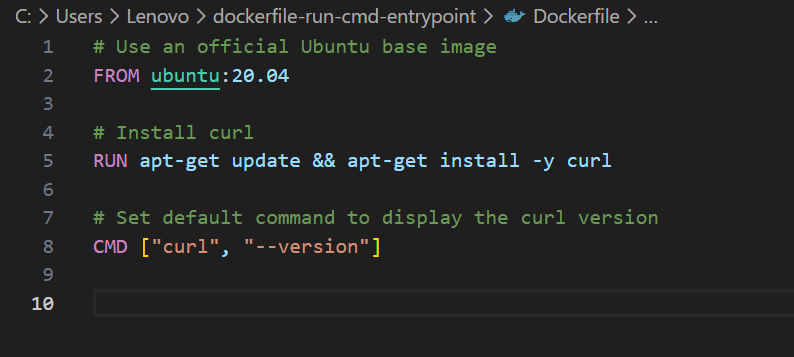 C: > Users > Lenovo > dockerfile-run-cmd-entrypoint > Dockerfile > ...
1 # Use an official Ubuntu base image
2 FROM ubuntu:20.04
3
4 # Install curl
5 RUN apt-get update && apt-get install -y curl
6
7 # Set default command to display the curl version
8 CMD ["curl", "--version"]
9
10